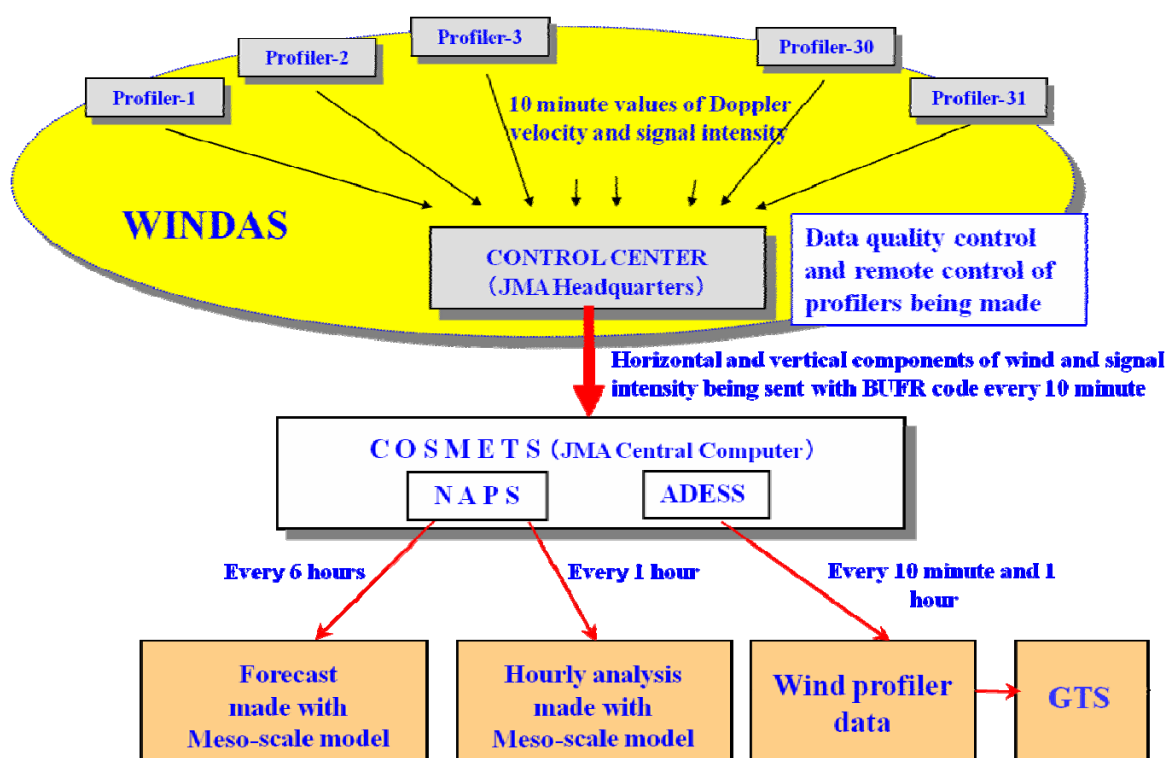 Profiler-3
Profiler-30
Profiler-2
Profiler-1
Profiler-31
10 minute values of Doppler
velocity and signal intensity
WINDAS
CONTROL CENTER
(JMA Headquarters)
Data quality control
and remote control of
profilers being made
Horizontal and vertical components of wind and signal
intensity being sent with BUFR code every 10 minute
C O S M E T S (JMA Central Computer)
N A P S
ADESS
Every 6 hours
Every 1 hour
Every 10 minute and 1
hour
Forecast
made with
Meso-scale model
Hourly analysis
made with
Meso-scale model
Wind profiler
data
GTS